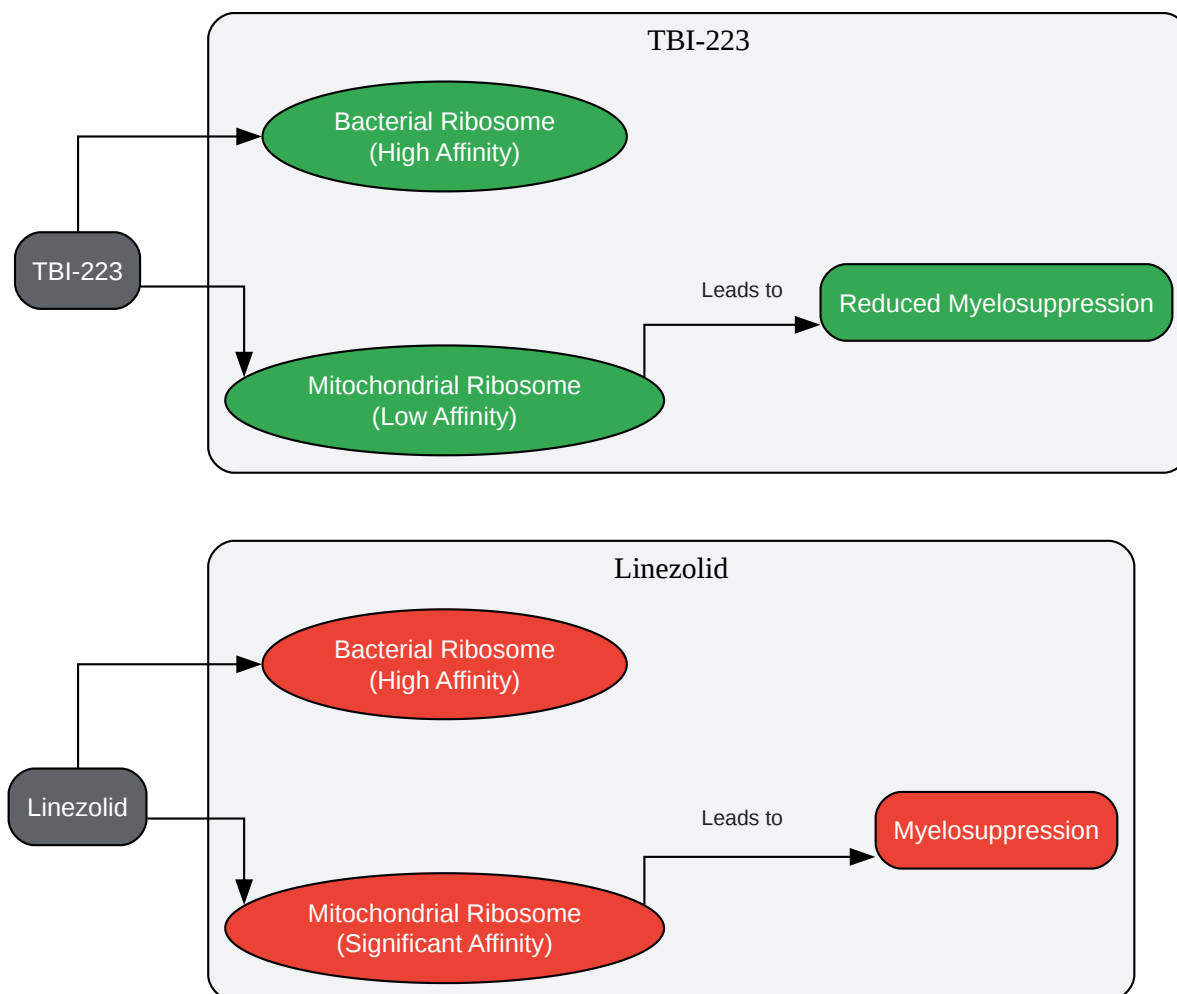 TBI-223
Bacterial Ribosome
(High Affinity)
TBI-223
Leads to
Reduced Myelosuppression
Mitochondrial Ribosome
(Low Affinity)
Linezolid
Bacterial Ribosome
(High Affinity)
Linezolid
Leads to
Myelosuppression
Mitochondrial Ribosome
(Significant Affinity)